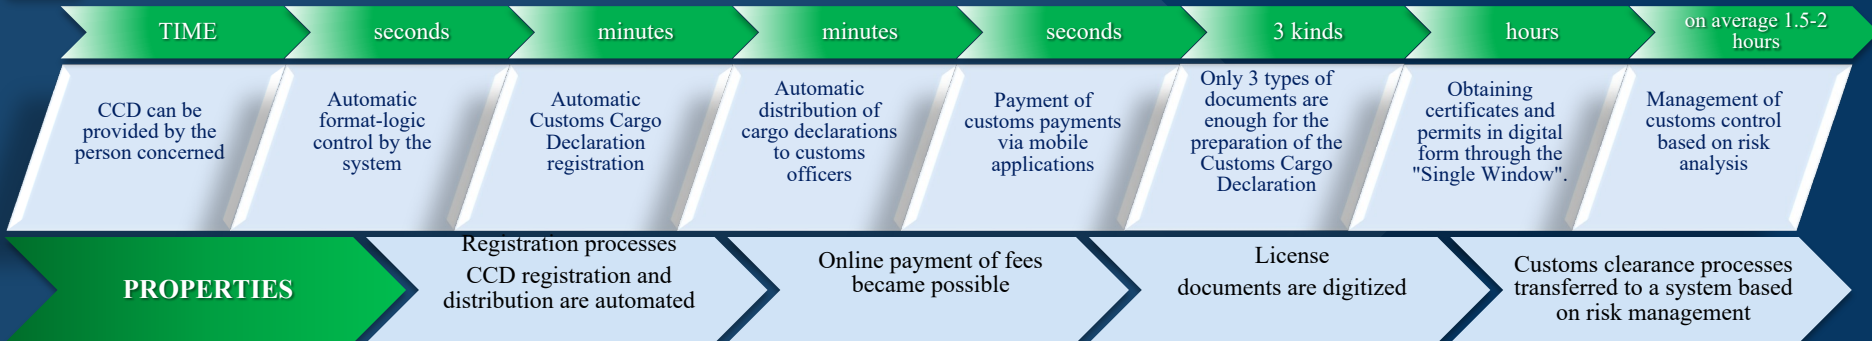 TIME
seconds
minutes
minutes
seconds
3 kinds
hours
on average 1.5-2
hours
CCD can be
provided by the
person concerned
Automatic
format-logic
control by the
system
Automatic
Customs Cargo
Declaration
registration
Automatic
distribution of
cargo declarations
to customs
officers
Payment of
customs payments
via mobile
applications
Only 3 types of
documents are
enough for the
preparation of the
Customs Cargo
Declaration
Obtaining
certificates and
permits in digital
form through the
"Single Window".
Management of
customs control
based on risk
analysis
PROPERTIES
Registration processes
CCD registration and
distribution are automated
Online payment of fees
became possible
License
documents are digitized
Customs clearance processes
transferred to a system based
on risk management